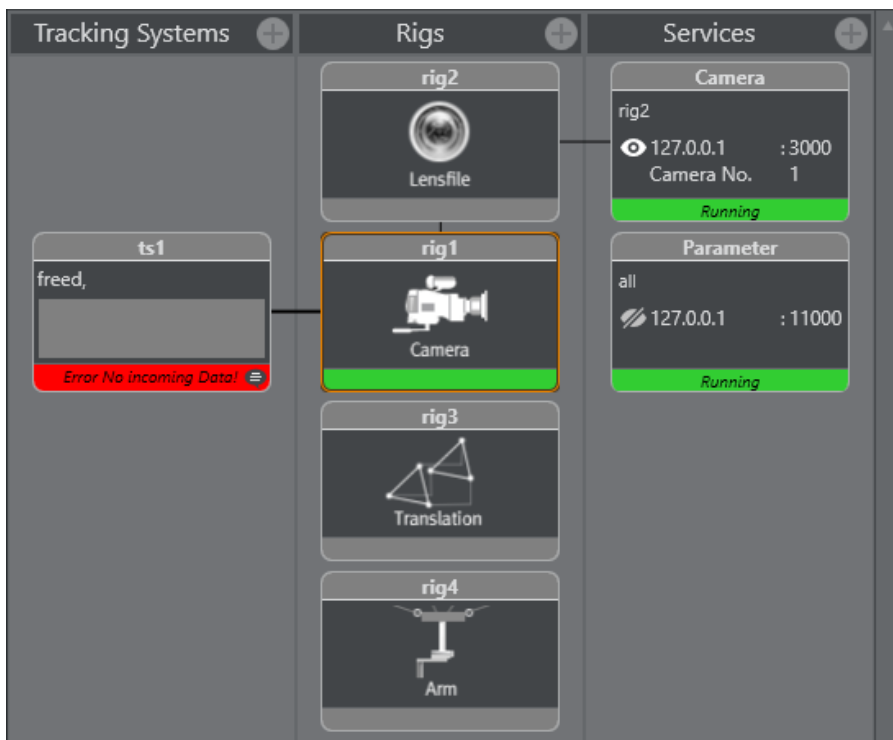 Tracking Systems
Rigs
Services
ts1
freed,
Error No incoming Data!
rig2
Lensfile
rig1
Camera
rig3
Translation
rig4
Arm
Camera
rig2
127.0.0.1 : 3000
Camera No. 1
Running
Parameter
all
127.0.0.1 : 11000
Running